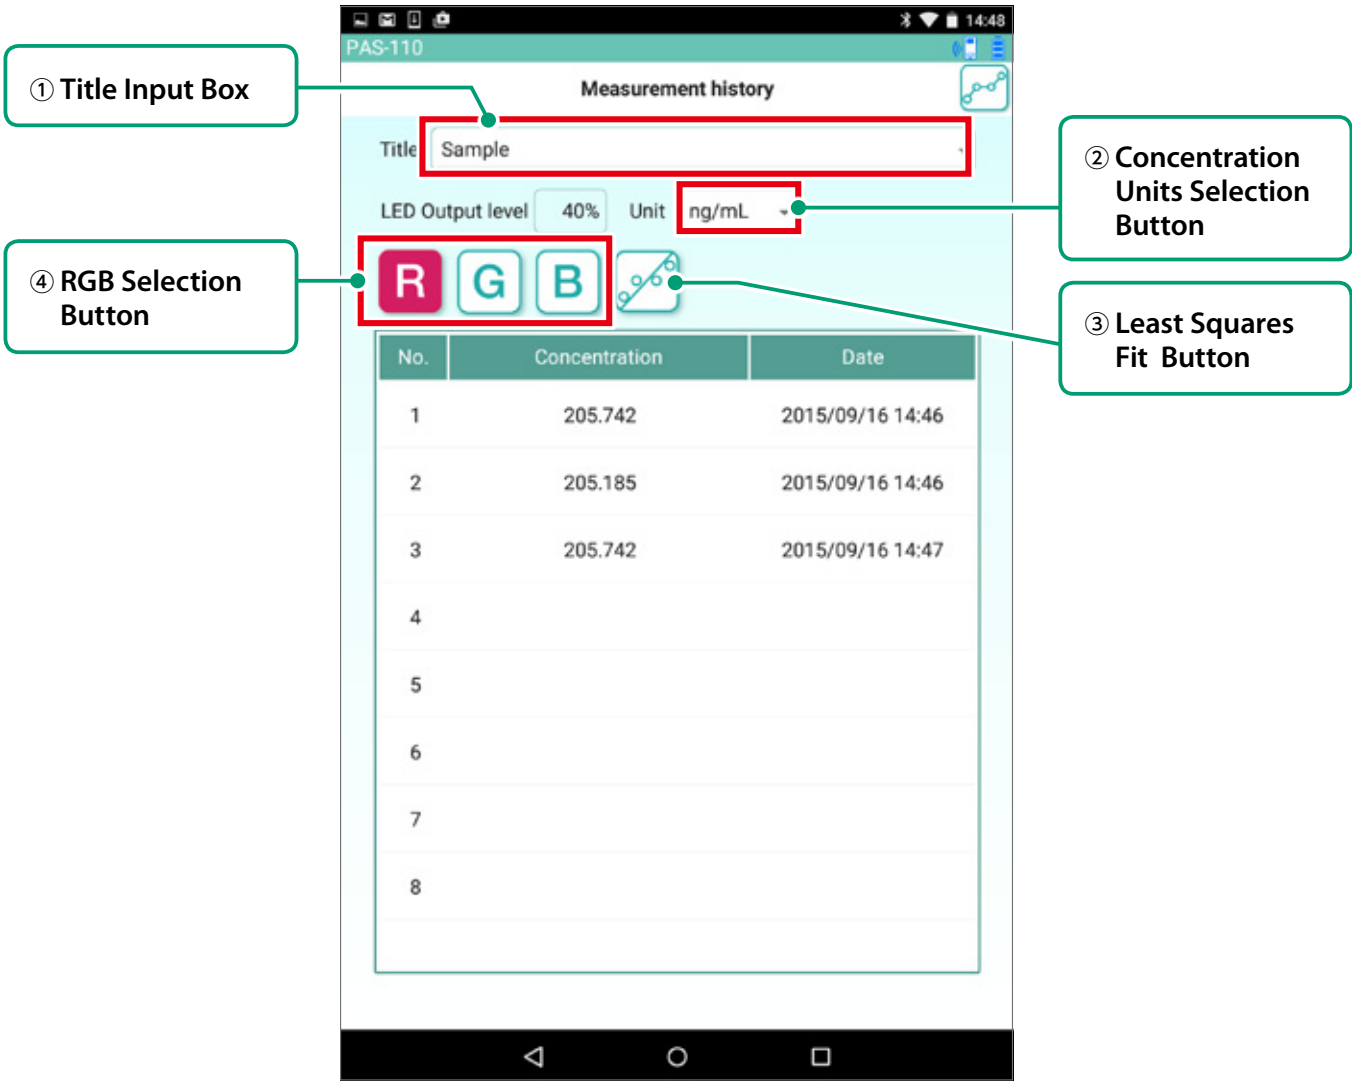 14:48
PAS-110
Measurement history
① Title Input Box
Title Sample
② Concentration
Units Selection
Button
LED Output level 40% Unit ng/mL
④ RGB Selection
Button
R G B
③ Least Squares
Fit Button
No. Concentration Date
1 205.742 2015/09/16 14:46
2 205.185 2015/09/16 14:46
3 205.742 2015/09/16 14:47
4
5
6
7
8